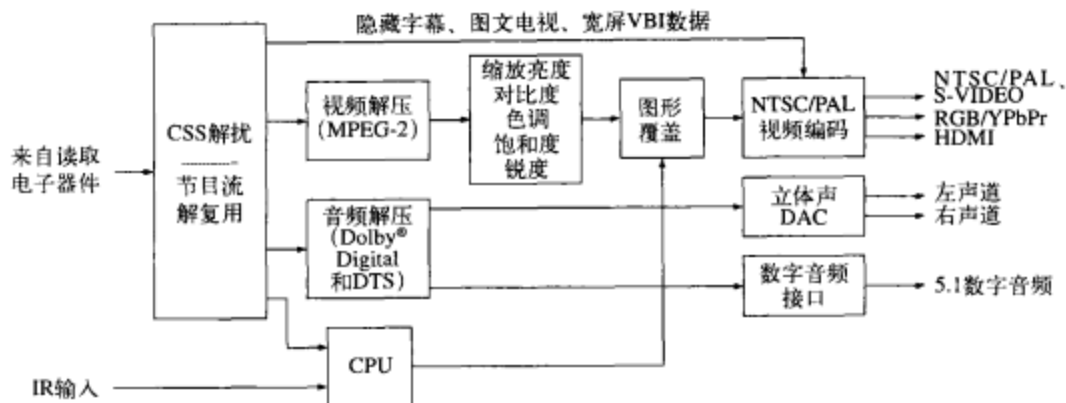 隐藏字幕、图文电视、宽屏VBI数据
来自读取
电子器件
IR输入
CSS解扰
节目流
解复用
视频解压
(MPEG-2)
音频解压
(Dolby®
Digital
和DTS)
CPU
缩放亮度
对比度
色调
饱和度
锐度
图形
覆盖
NTSC/PAL
视频编码
立体声
DAC
数字音频
接口
NTSC/PAL、
S-VIDEO
RGB/YPbPr
HDMI
左声道
右声道
5.1数字音频